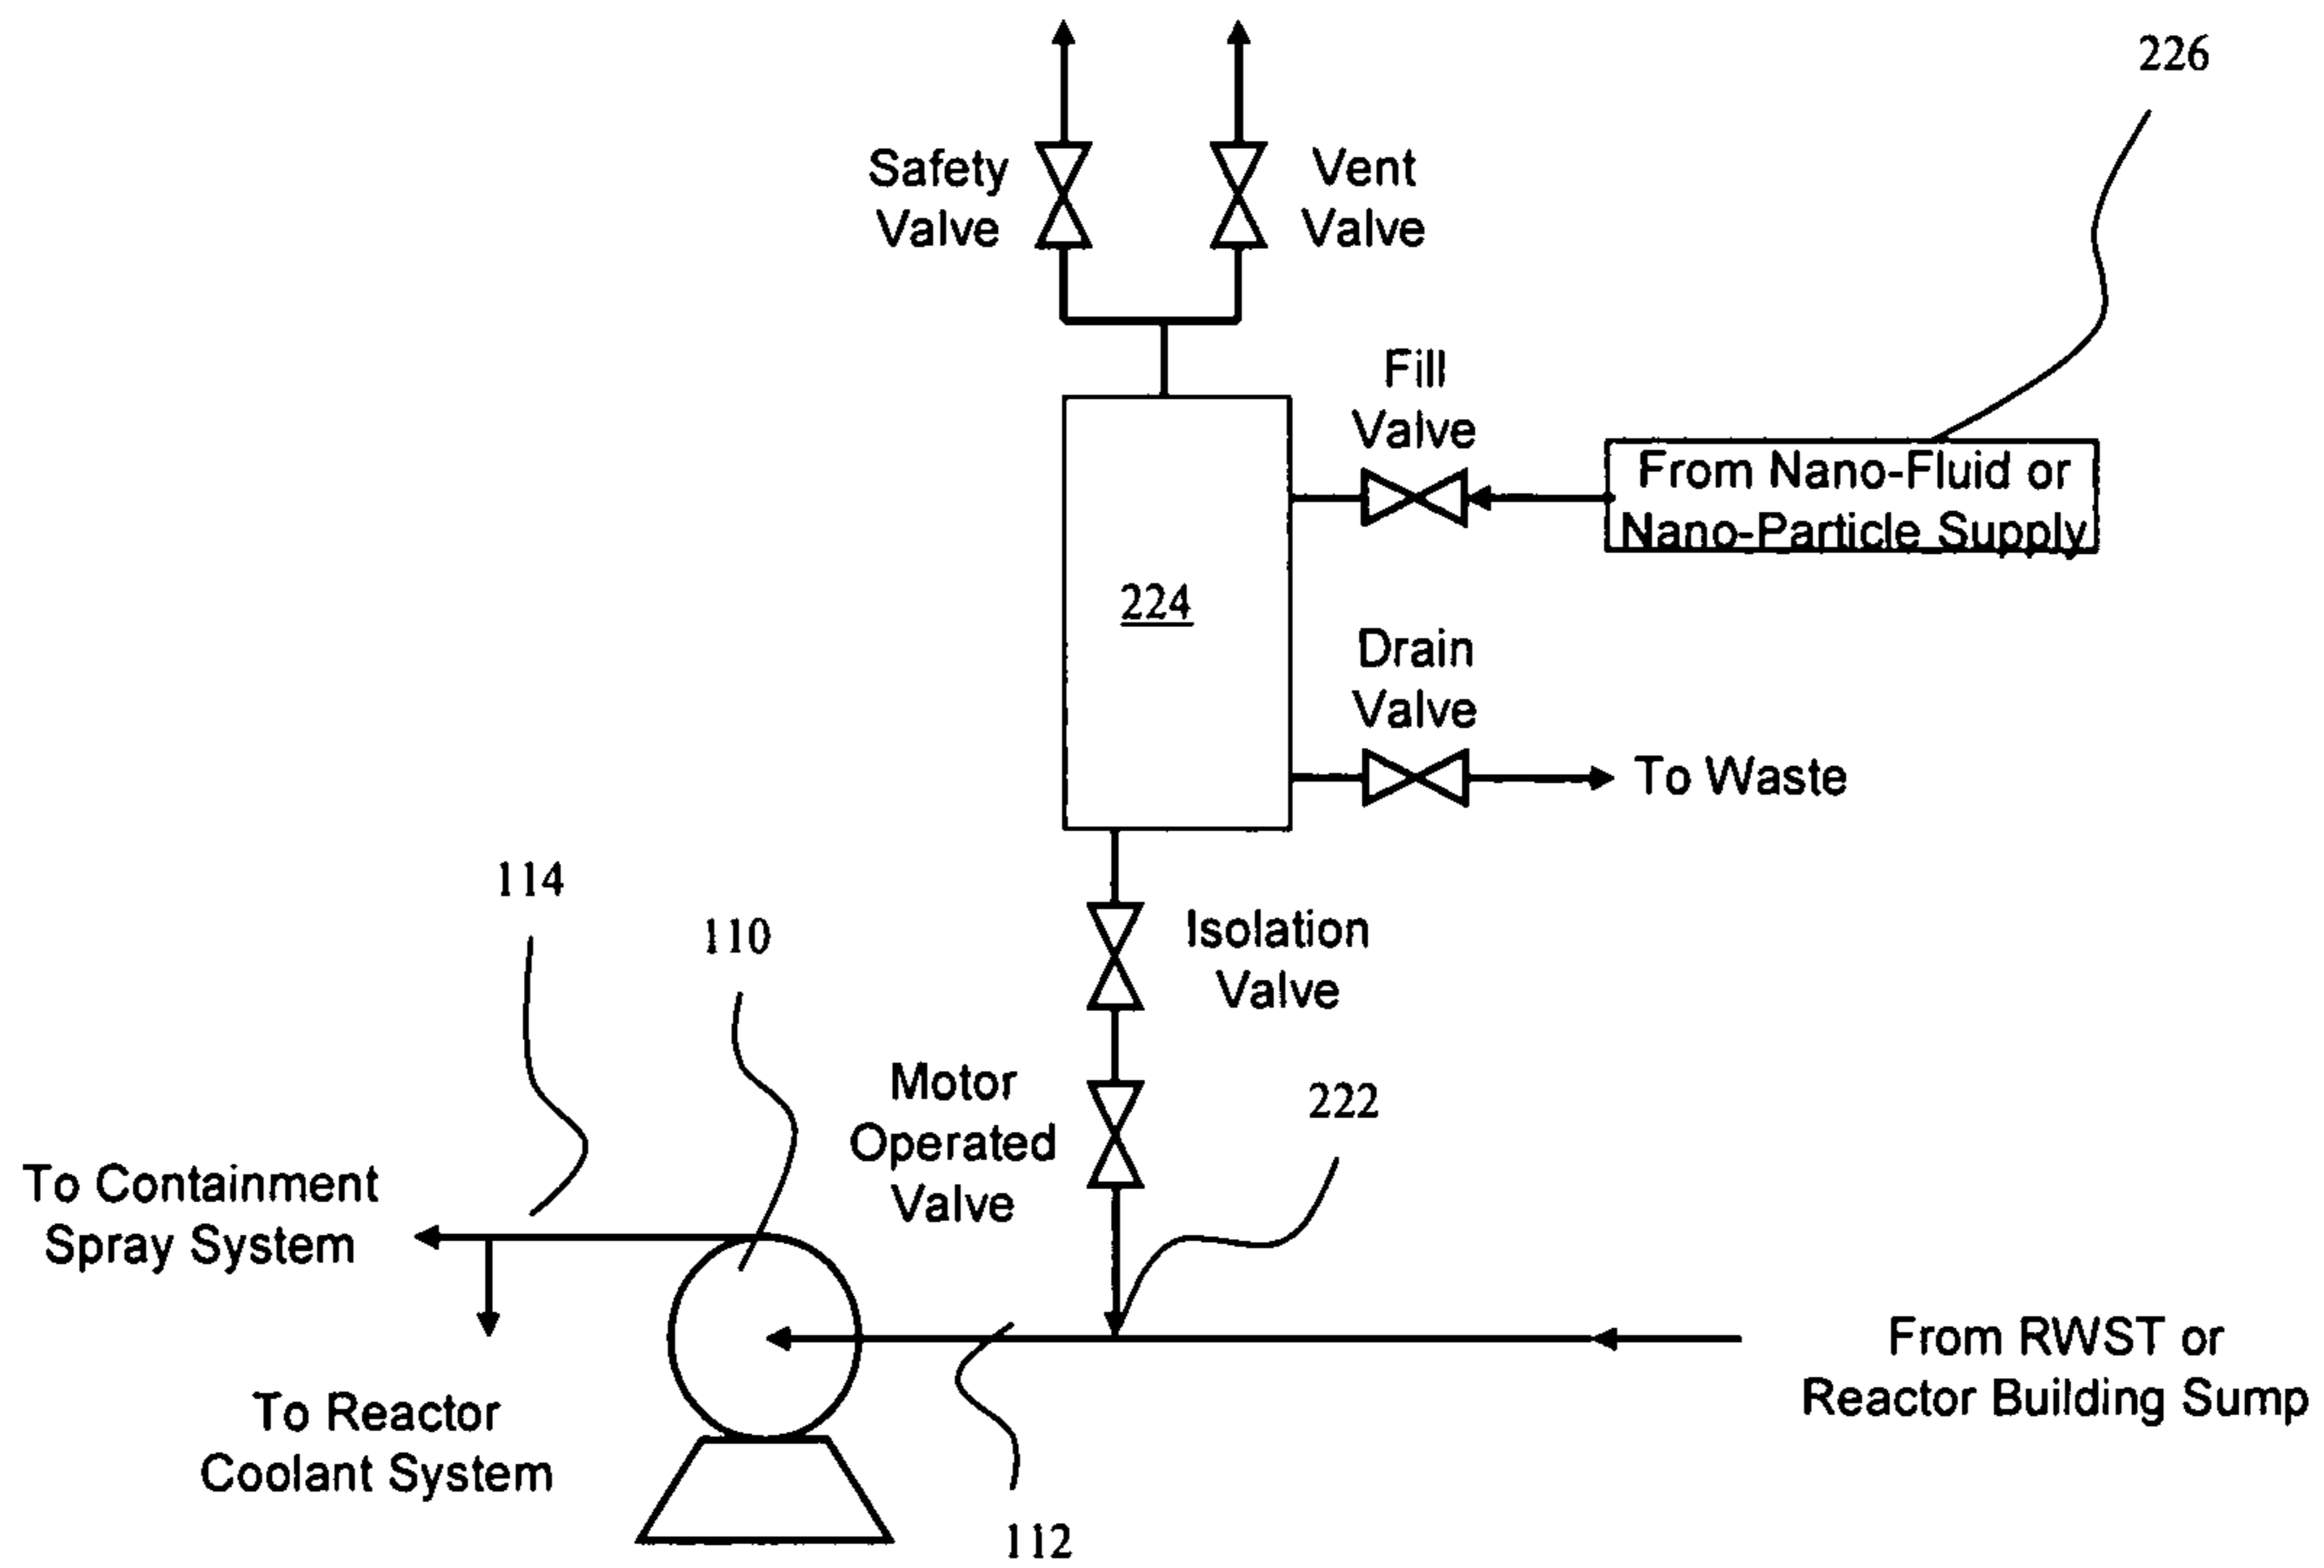 226
Safety
Valve
Vent
Valve
Fill
Valve
From Nano-Fluid or
Nano-Particle Supply
224
Drain
Valve
To Waste
114
110
Isolation
Valve
Motor
Operated
Valve
222
To Containment
Spray System
To Reactor
Coolant System
From RWST or
Reactor Building Sump
112